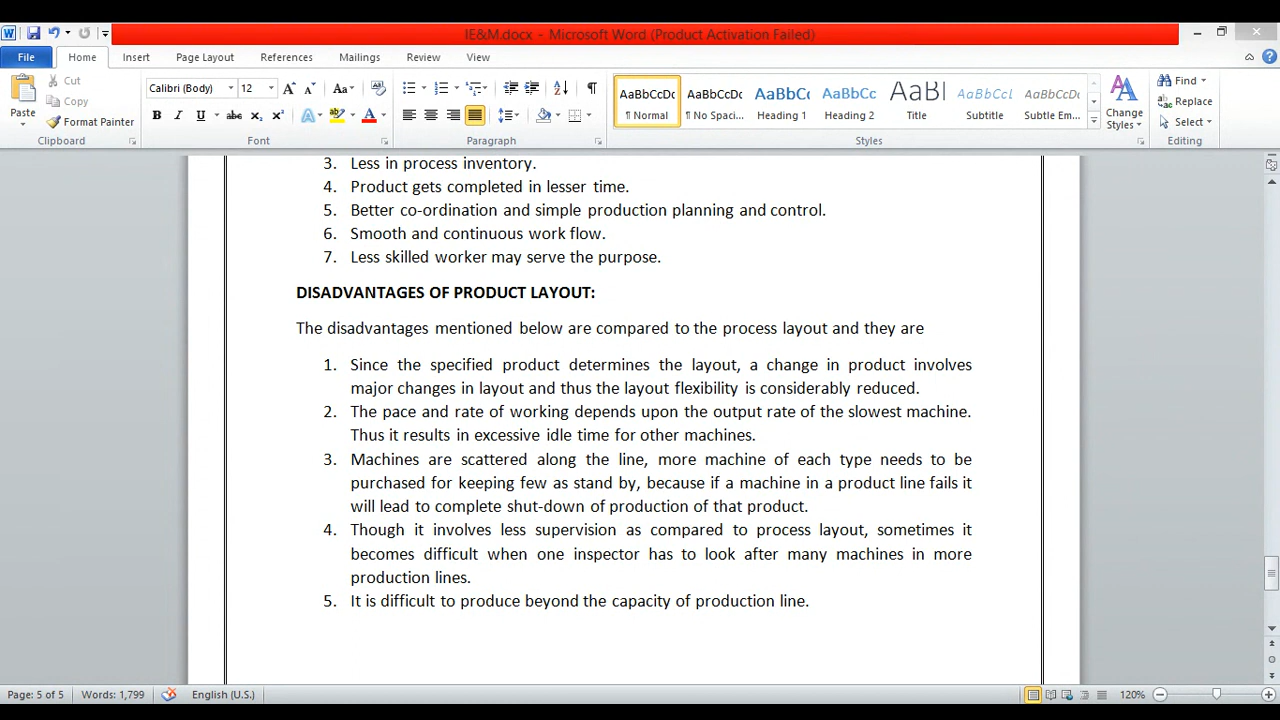 IE&M.docx - Microsoft Word (Product Activation Failed)
File Home Insert Page Layout References Mailings Review View
Paste
Cut
Copy
Format Painter
Clipboard
Calibri (Body) 12
Font
Paragraph
AaBbCcDc AaBbCcDc AaBbCc AaBbCc AaBl AaBbCcl AaBbCcDc
¶ Normal ¶ No Spaci... Heading 1 Heading 2 Title Subtitle Subtle Em...
Change Styles
Styles
Find
Replace
Select
Editing
3. Less in process inventory.
4. Product gets completed in lesser time.
5. Better co-ordination and simple production planning and control.
6. Smooth and continuous work flow.
7. Less skilled worker may serve the purpose.
DISADVANTAGES OF PRODUCT LAYOUT:
The disadvantages mentioned below are compared to the process layout and they are
1. Since the specified product determines the layout, a change in product involves
major changes in layout and thus the layout flexibility is considerably reduced.
2. The pace and rate of working depends upon the output rate of the slowest machine.
Thus it results in excessive idle time for other machines.
3. Machines are scattered along the line, more machine of each type needs to be
purchased for keeping few as stand by, because if a machine in a product line fails it
will lead to complete shut-down of production of that product.
4. Though it involves less supervision as compared to process layout, sometimes it
becomes difficult when one inspector has to look after many machines in more
production lines.
5. It is difficult to produce beyond the capacity of production line.
Page: 5 of 5 Words: 1,799 English (U.S.) 120%